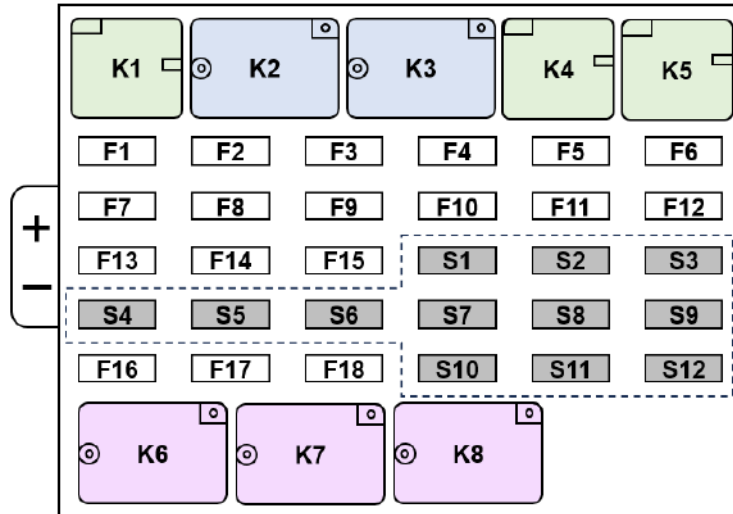 K1 K2 K3 K4 K5
F1 F2 F3 F4 F5 F6
F7 F8 F9 F10 F11 F12
+
F13 F14 F15 S1 S2 S3
−
S4 S5 S6 S7 S8 S9
F16 F17 F18 S10 S11 S12
K6 K7 K8